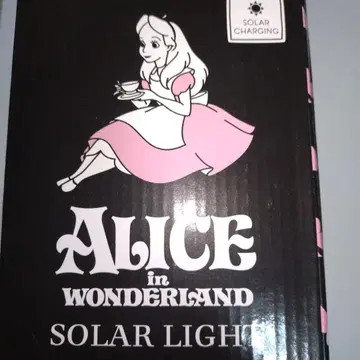 SOLAR
CHARGING
ALICE
in
WONDERLAND
SOLAR LIGHT